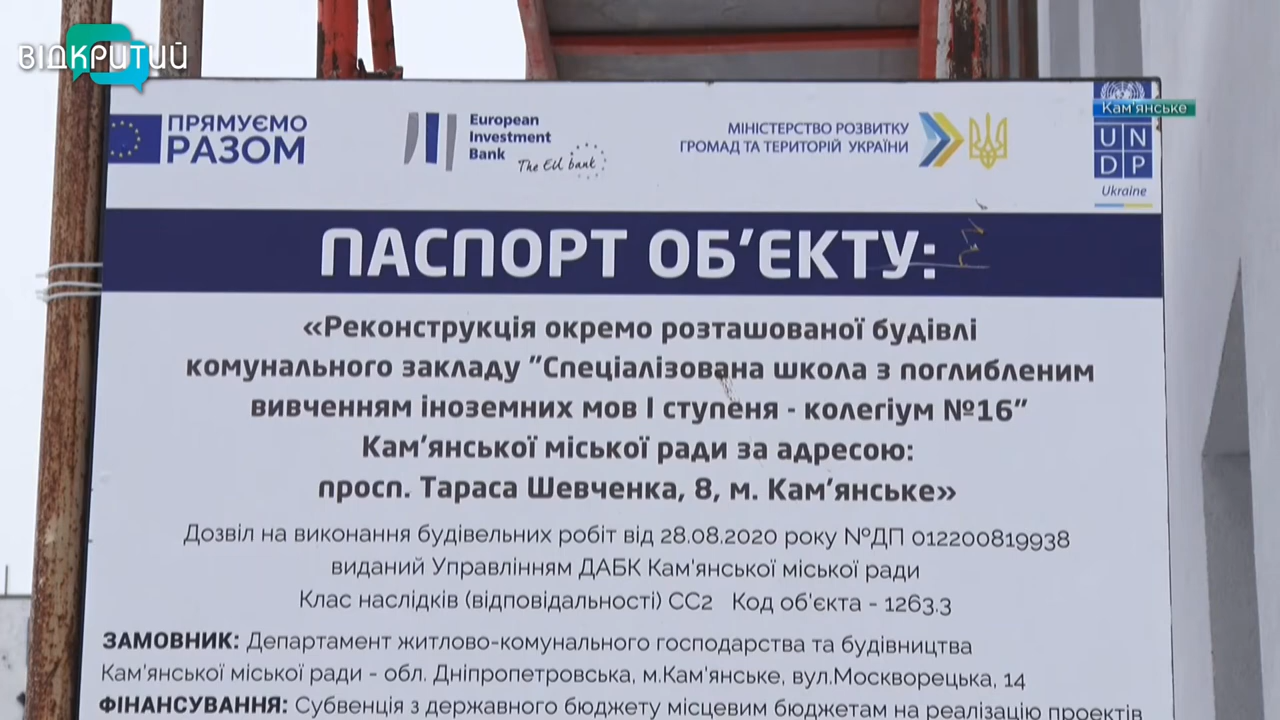 ВІДКРИТИЙ
Кам'янське
ПРЯМУЄМО
РАЗОМ
European
Investment
Bank
The EU bank
МІНІСТЕРСТВО РОЗВИТКУ
ГРОМАД ТА ТЕРИТОРІЙ УКРАЇНИ
UN
DP
Ukraine
ПАСПОРТ ОБ'ЄКТУ:
«Реконструкція окремо розташованої будівлі
комунального закладу "Спеціалізована школа з поглибленим
вивченням іноземних мов І ступеня - колегіум №16"
Кам'янської міської ради за адресою:
просп. Тараса Шевченка, 8, м. Кам'янське»
Дозвіл на виконання будівельних робіт від 28.08.2020 року №ДП 012200819938
виданий Управлінням ДАБК Кам'янської міської ради
Клас наслідків (відповідальності) СС2 Код об'єкта - 1263.3
ЗАМОВНИК: Департамент житлово-комунального господарства та будівництва
Кам'янської міської ради - обл. Дніпропетровська, м.Кам'янське, вул.Москворецька, 14
ФІНАНСУВАННЯ: Субвенція з державного бюджету місцевим бюджетам на реалізацію проектів